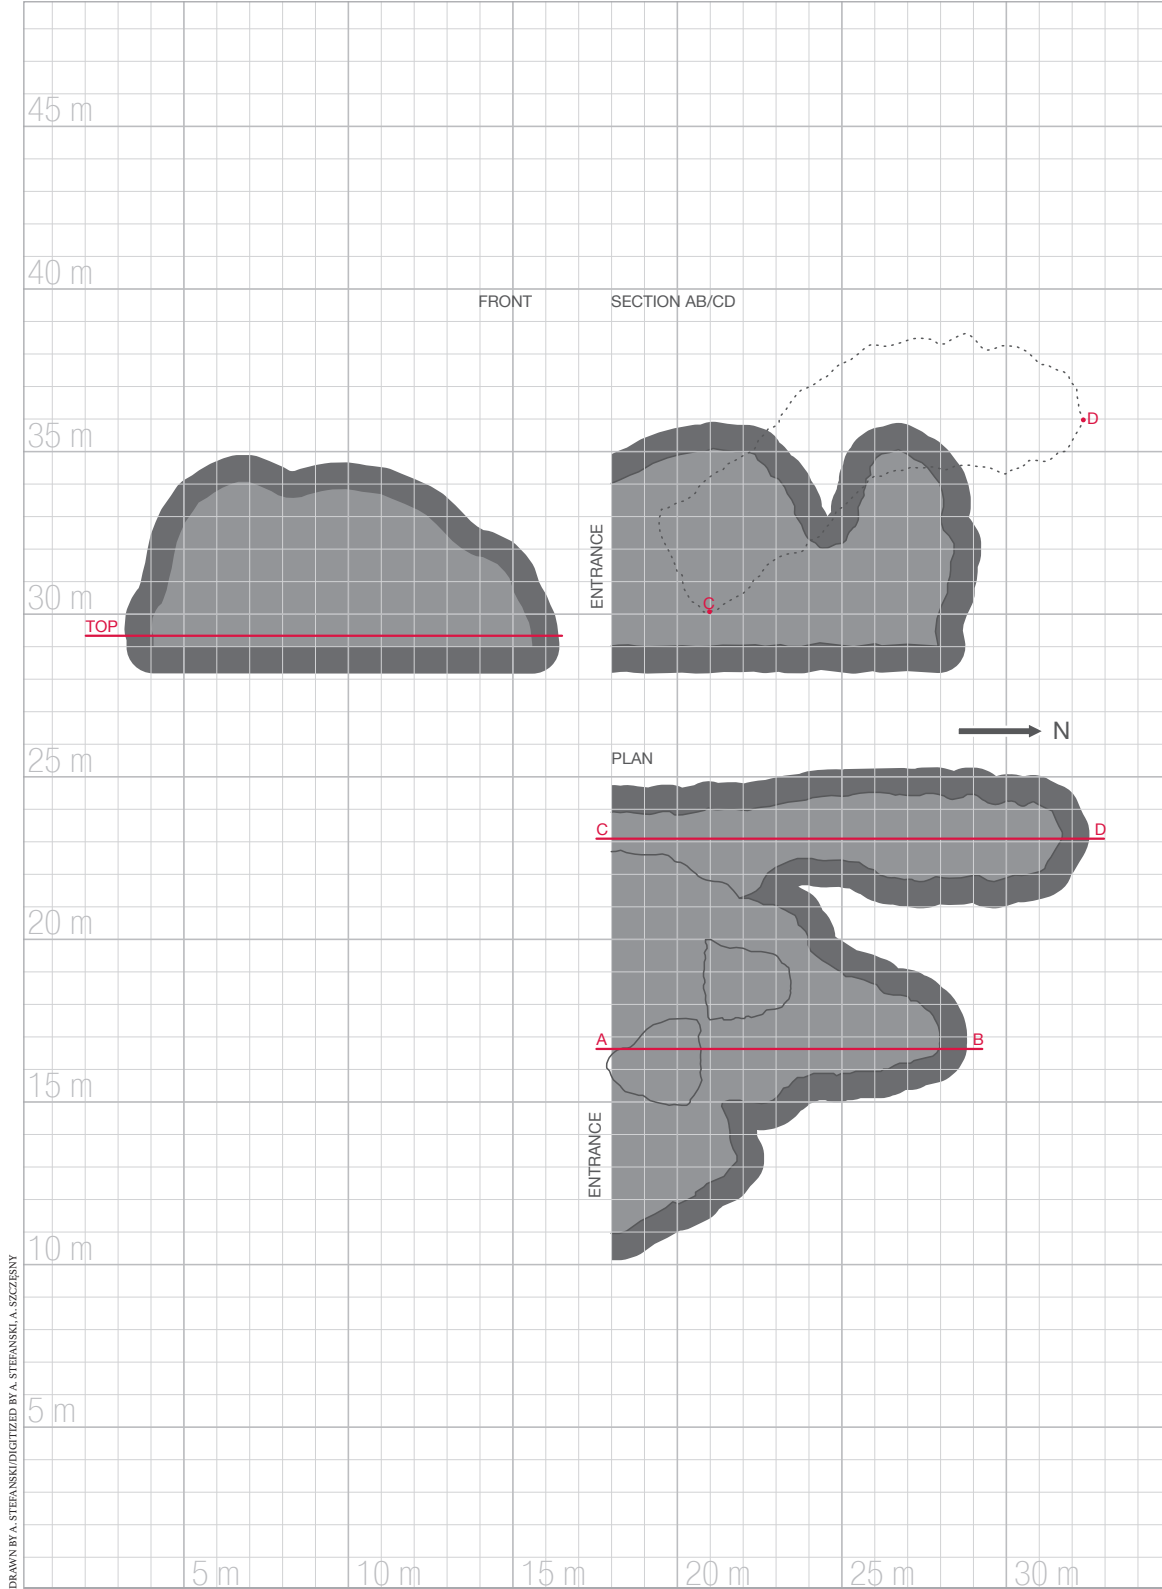 45 m
40 m
FRONT
SECTION AB/CD
35 m
D
ENTRANCE
30 m
C
TOP
N
25 m
PLAN
C
D
20 m
A
B
15 m
ENTRANCE
10 m
5 m
5 m
10 m
15 m
20 m
25 m
30 m
DRAWN BY A. STEFANSKI/DIGITIZED BY A. STEFANSKI, A. SZCZĘSNY